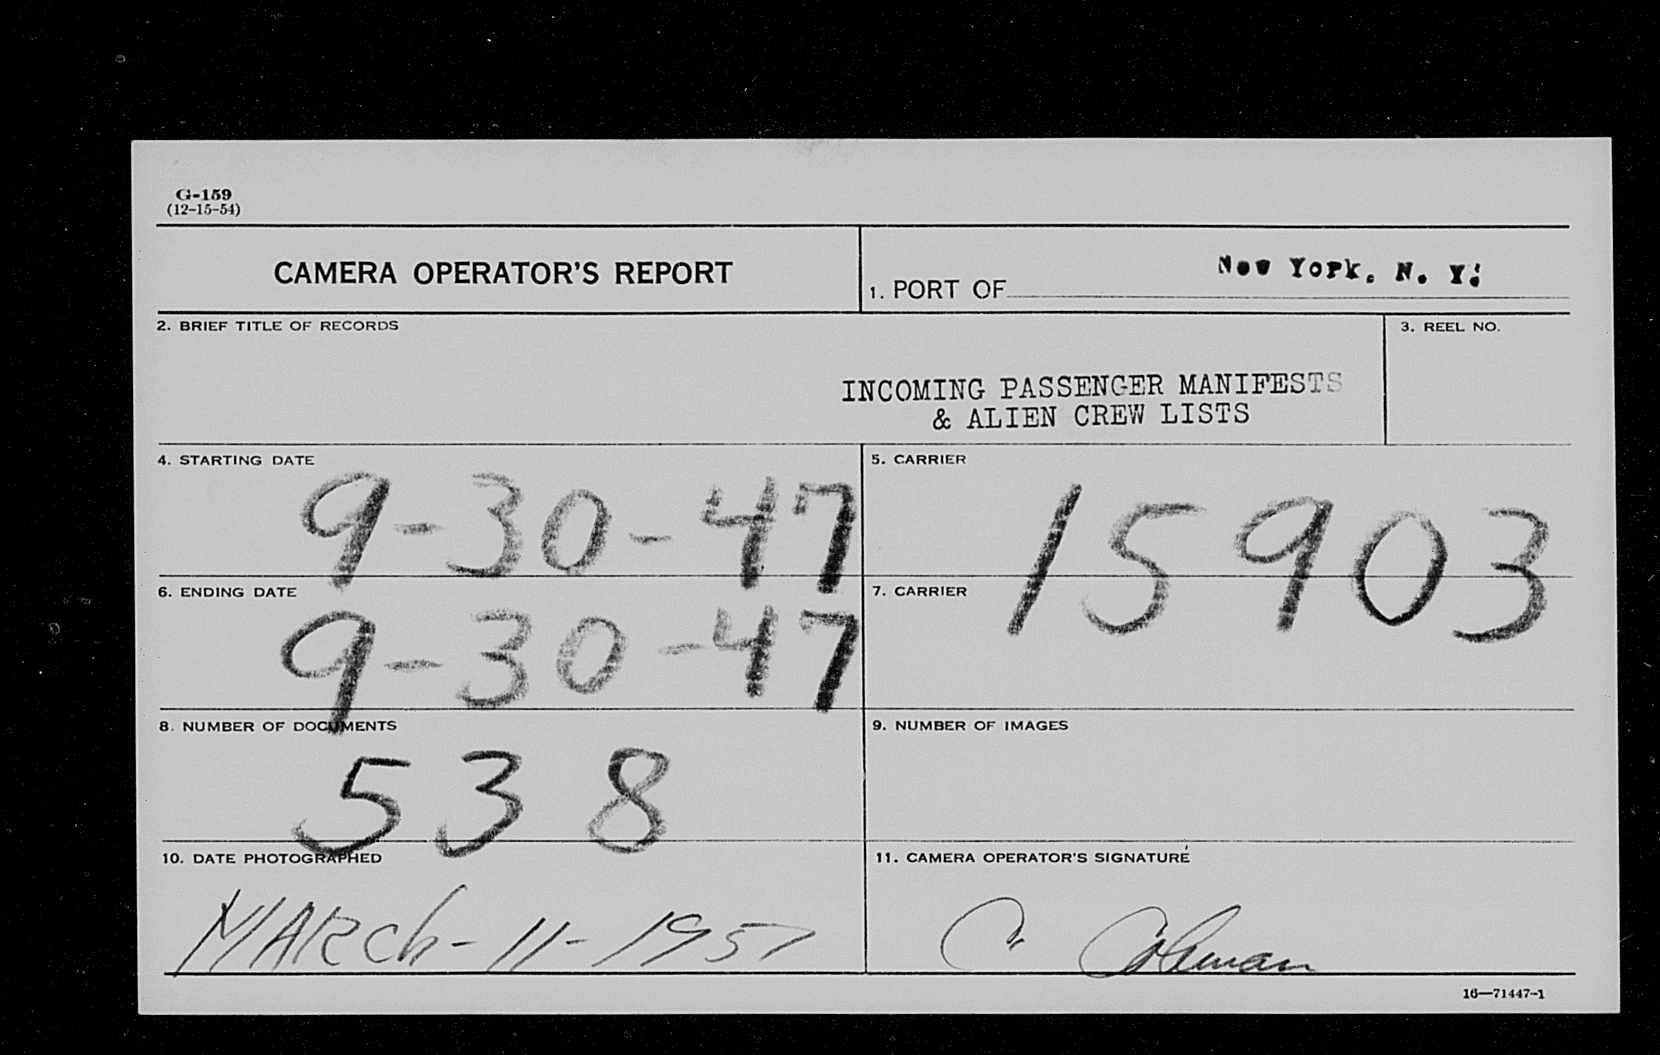 G-159
(12-15-54)
CAMERA OPERATOR'S REPORT
1. PORT OF New York, N. Y.
2. BRIEF TITLE OF RECORDS
INCOMING PASSENGER MANIFESTS
& ALIEN CREW LISTS
3. REEL NO.
4. STARTING DATE
9-30-47
5. CARRIER
15903
6. ENDING DATE
9-30-47
7. CARRIER
8. NUMBER OF DOCUMENTS
538
9. NUMBER OF IMAGES
10. DATE PHOTOGRAPHED
MARch-11-1957
11. CAMERA OPERATOR'S SIGNATURE
C. Coleman
16—71447-1